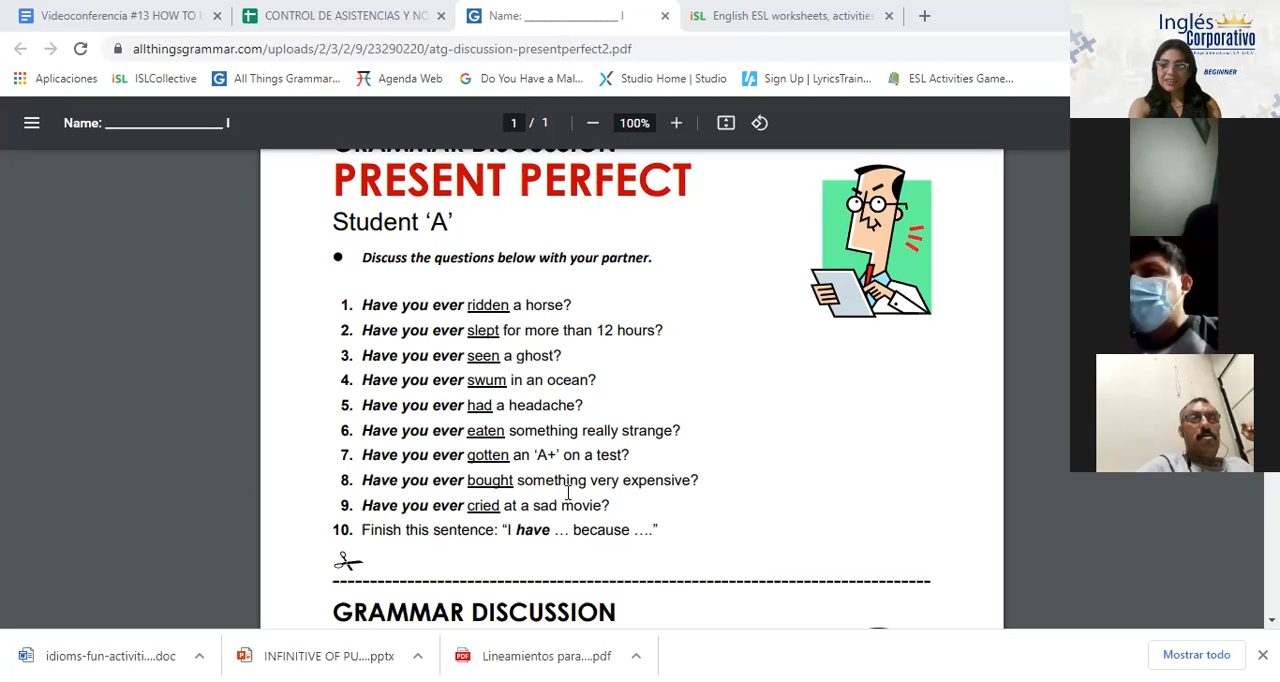 Videoconferencia #13 HOW TO U
CONTROL DE ASISTENCIAS Y NO
Name: ________________ I
English ESL worksheets, activities
allthingsgrammar.com/uploads/2/3/2/9/23290220/atg-discussion-presentperfect2.pdf
Aplicaciones
ISLCollective
All Things Grammar...
Agenda Web
Do You Have a Mal...
Studio Home | Studio
Sign Up | LyricsTrain...
ESL Activities Game...
Inglés
Corporativo
BEGINNER
Name: ________________ I
1 / 1
100%
GRAMMAR DISCUSSION
PRESENT PERFECT
Student ‘A’
● Discuss the questions below with your partner.
1. Have you ever ridden a horse?
2. Have you ever slept for more than 12 hours?
3. Have you ever seen a ghost?
4. Have you ever swum in an ocean?
5. Have you ever had a headache?
6. Have you ever eaten something really strange?
7. Have you ever gotten an ‘A+’ on a test?
8. Have you ever bought something very expensive?
9. Have you ever cried at a sad movie?
10. Finish this sentence: “I have … because ….”
GRAMMAR DISCUSSION
idioms-fun-activiti....doc
INFINITIVE OF PU....pptx
Lineamientos para....pdf
Mostrar todo